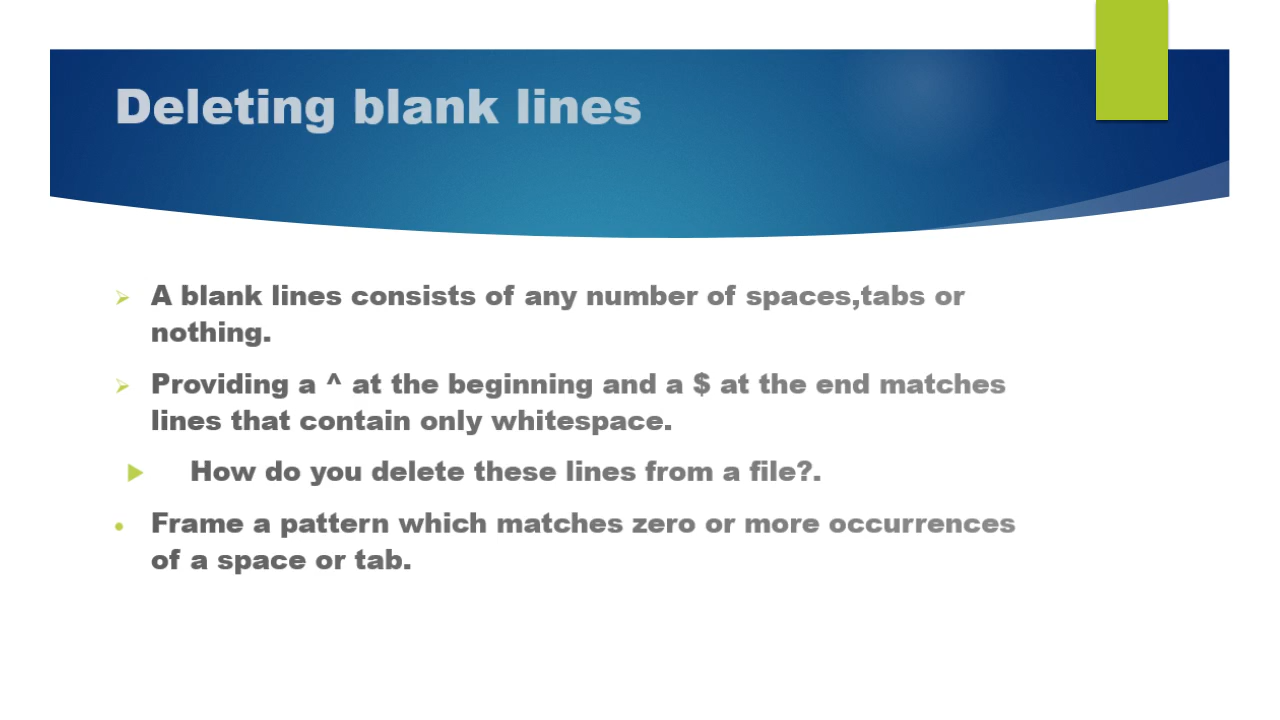 Deleting blank lines
A blank lines consists of any number of spaces,tabs or
nothing.
Providing a ^ at the beginning and a $ at the end matches
lines that contain only whitespace.
How do you delete these lines from a file?.
Frame a pattern which matches zero or more occurrences
of a space or tab.